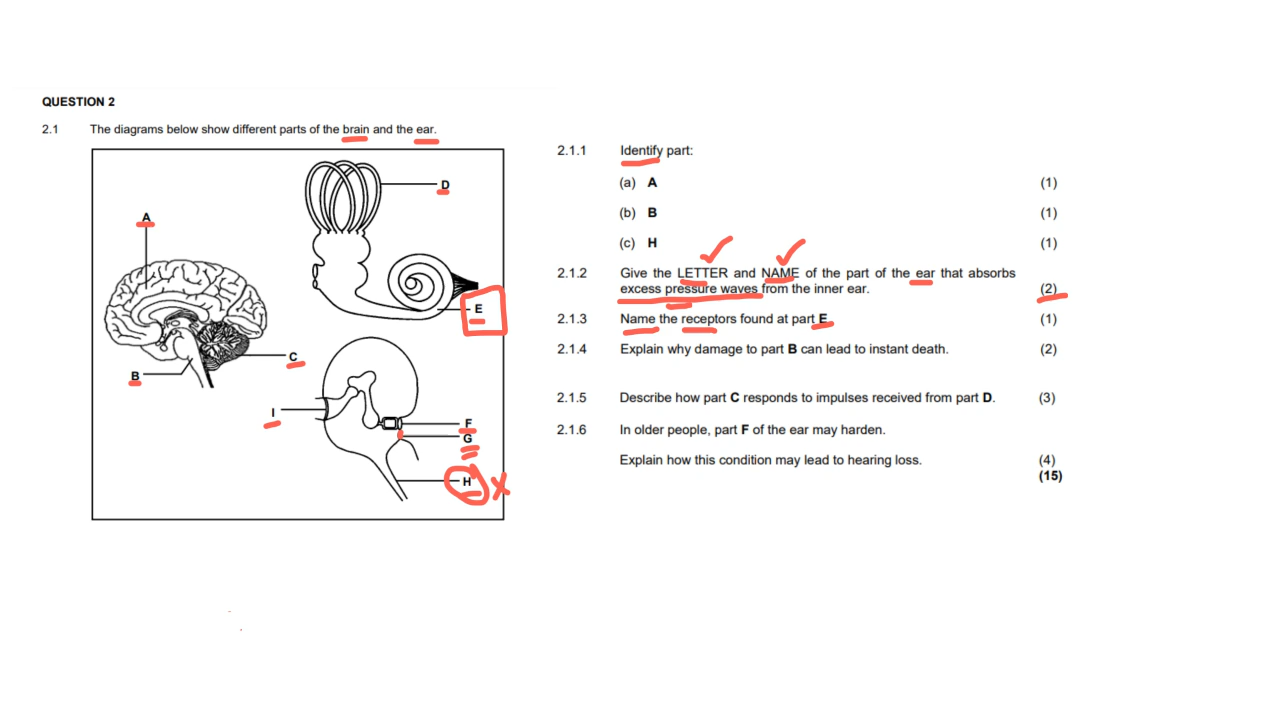 QUESTION 2
2.1 The diagrams below show different parts of the brain and the ear.
A
B
C
D
E
I
F
G
H
2.1.1 Identify part:
(a) A (1)
(b) B (1)
(c) H (1)
2.1.2 Give the LETTER and NAME of the part of the ear that absorbs
excess pressure waves from the inner ear. (2)
2.1.3 Name the receptors found at part E. (1)
2.1.4 Explain why damage to part B can lead to instant death. (2)
2.1.5 Describe how part C responds to impulses received from part D. (3)
2.1.6 In older people, part F of the ear may harden.
Explain how this condition may lead to hearing loss. (4)
(15)